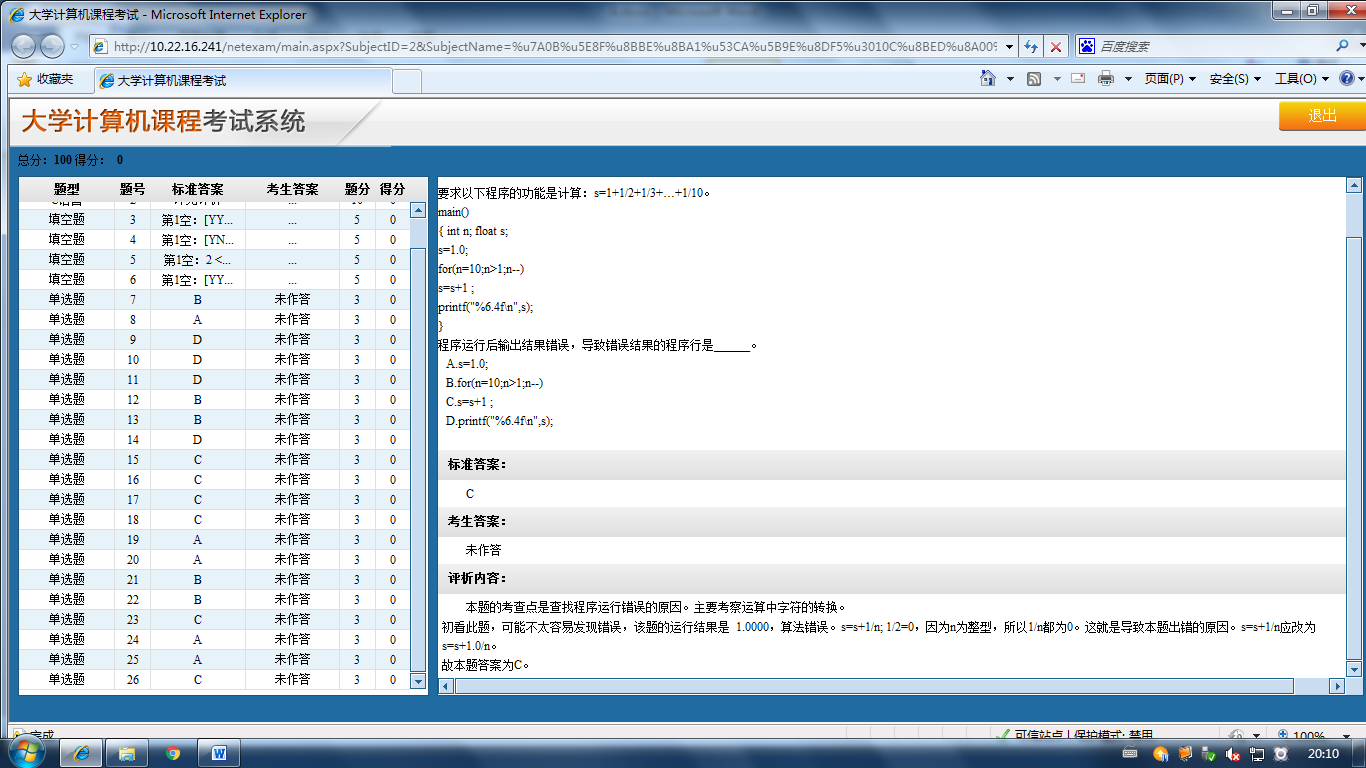 大学计算机课程考试 - Microsoft Internet Explorer
http://10.22.16.241/netexam/main.aspx?SubjectID=2&SubjectName=%u7A0B%u5E8F%u8BBE%u8BA1%u53CA%u5B9E%u8DF5%u3010C%u8BED%u8A00%
百度搜索
收藏夹
大学计算机课程考试
页面(P)
安全(S)
工具(O)
大学计算机课程考试系统
退出
总分：100 得分： 0
题型 题号 标准答案 考生答案 题分 得分
填空题 3 第1空：[YY... ... 5 0
填空题 4 第1空：[YN... ... 5 0
填空题 5 第1空：2 <... ... 5 0
填空题 6 第1空：[YY... ... 5 0
单选题 7 B 未作答 3 0
单选题 8 A 未作答 3 0
单选题 9 D 未作答 3 0
单选题 10 D 未作答 3 0
单选题 11 D 未作答 3 0
单选题 12 B 未作答 3 0
单选题 13 B 未作答 3 0
单选题 14 D 未作答 3 0
单选题 15 C 未作答 3 0
单选题 16 C 未作答 3 0
单选题 17 C 未作答 3 0
单选题 18 C 未作答 3 0
单选题 19 A 未作答 3 0
单选题 20 A 未作答 3 0
单选题 21 B 未作答 3 0
单选题 22 B 未作答 3 0
单选题 23 C 未作答 3 0
单选题 24 A 未作答 3 0
单选题 25 A 未作答 3 0
单选题 26 C 未作答 3 0
要求以下程序的功能是计算：s=1+1/2+1/3+…+1/10。
main()
{ int n; float s;
s=1.0;
for(n=10;n>1;n--)
s=s+1 ;
printf("%6.4f\n",s);
}
程序运行后输出结果错误，导致错误结果的程序行是______。
A.s=1.0;
B.for(n=10;n>1;n--)
C.s=s+1 ;
D.printf("%6.4f\n",s);
标准答案：
C
考生答案：
未作答
评析内容：
本题的考查点是查找程序运行错误的原因。主要考察运算中字符的转换。
初看此题，可能不太容易发现错误，该题的运行结果是 1.0000，算法错误。s=s+1/n; 1/2=0，因为n为整型，所以1/n都为0。这就是导致本题出错的原因。s=s+1/n应改为
s=s+1.0/n。
故本题答案为C。
完成
可信站点 | 保护模式: 禁用
100%
20:10